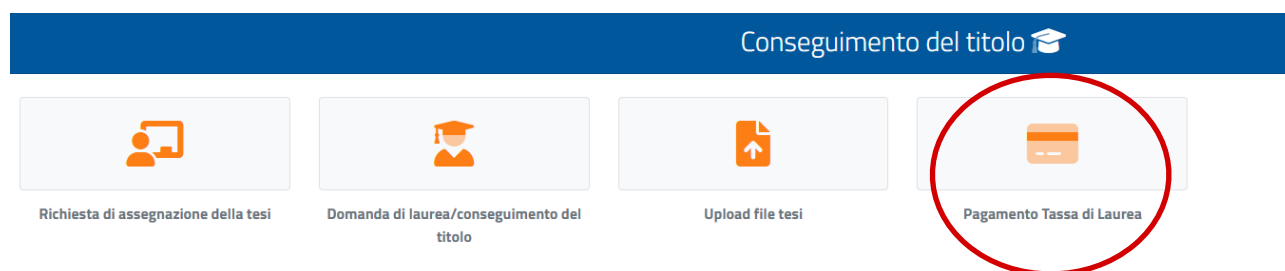 Conseguimento del titolo
Richiesta di assegnazione della tesi
Domanda di laurea/conseguimento del
titolo
Upload file tesi
Pagamento Tassa di Laurea